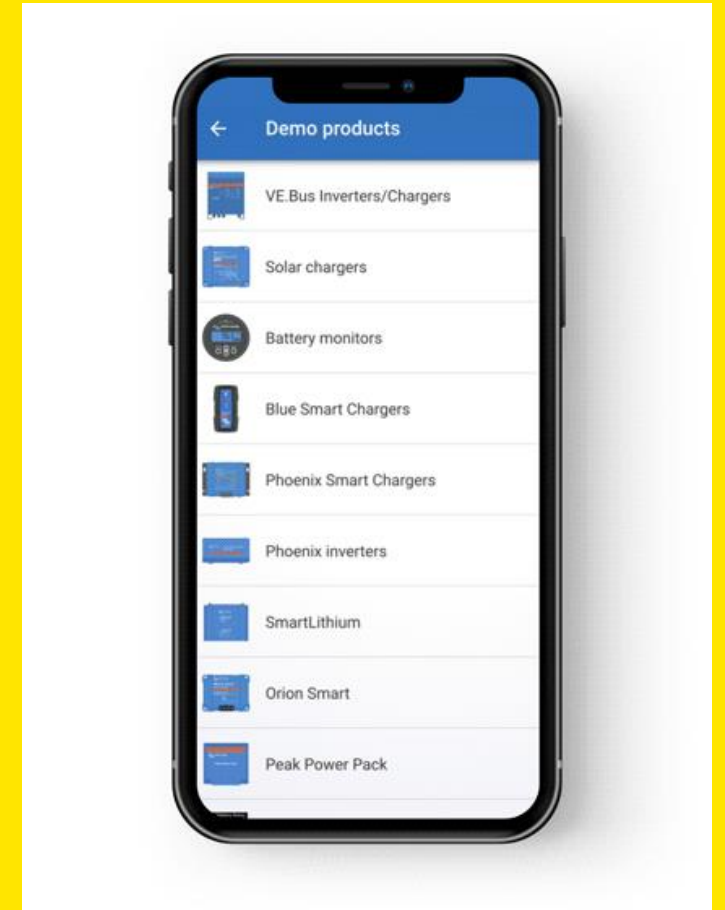 Demo products
VE.Bus Inverters/Chargers
Solar chargers
Battery monitors
Blue Smart Chargers
Phoenix Smart Chargers
Phoenix inverters
SmartLithium
Orion Smart
Peak Power Pack